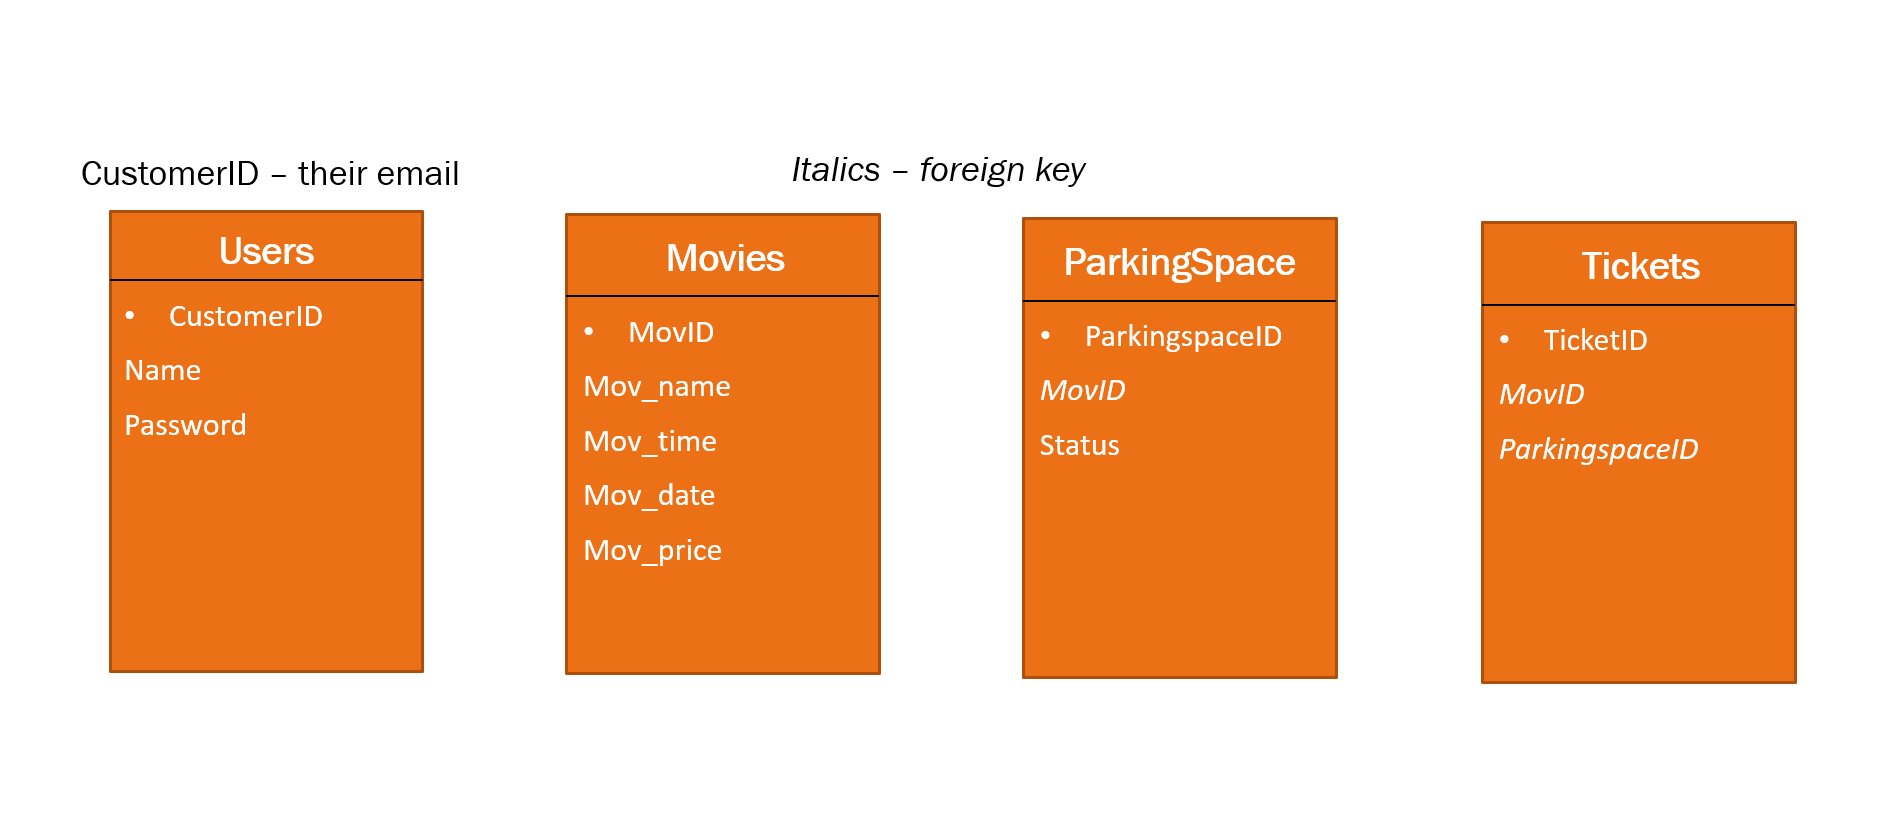 CustomerID – their email
Italics – foreign key
Users
• CustomerID
Name
Password
Movies
• MovID
Mov_name
Mov_time
Mov_date
Mov_price
ParkingSpace
• ParkingspaceID
MovID
Status
Tickets
• TicketID
MovID
ParkingspaceID